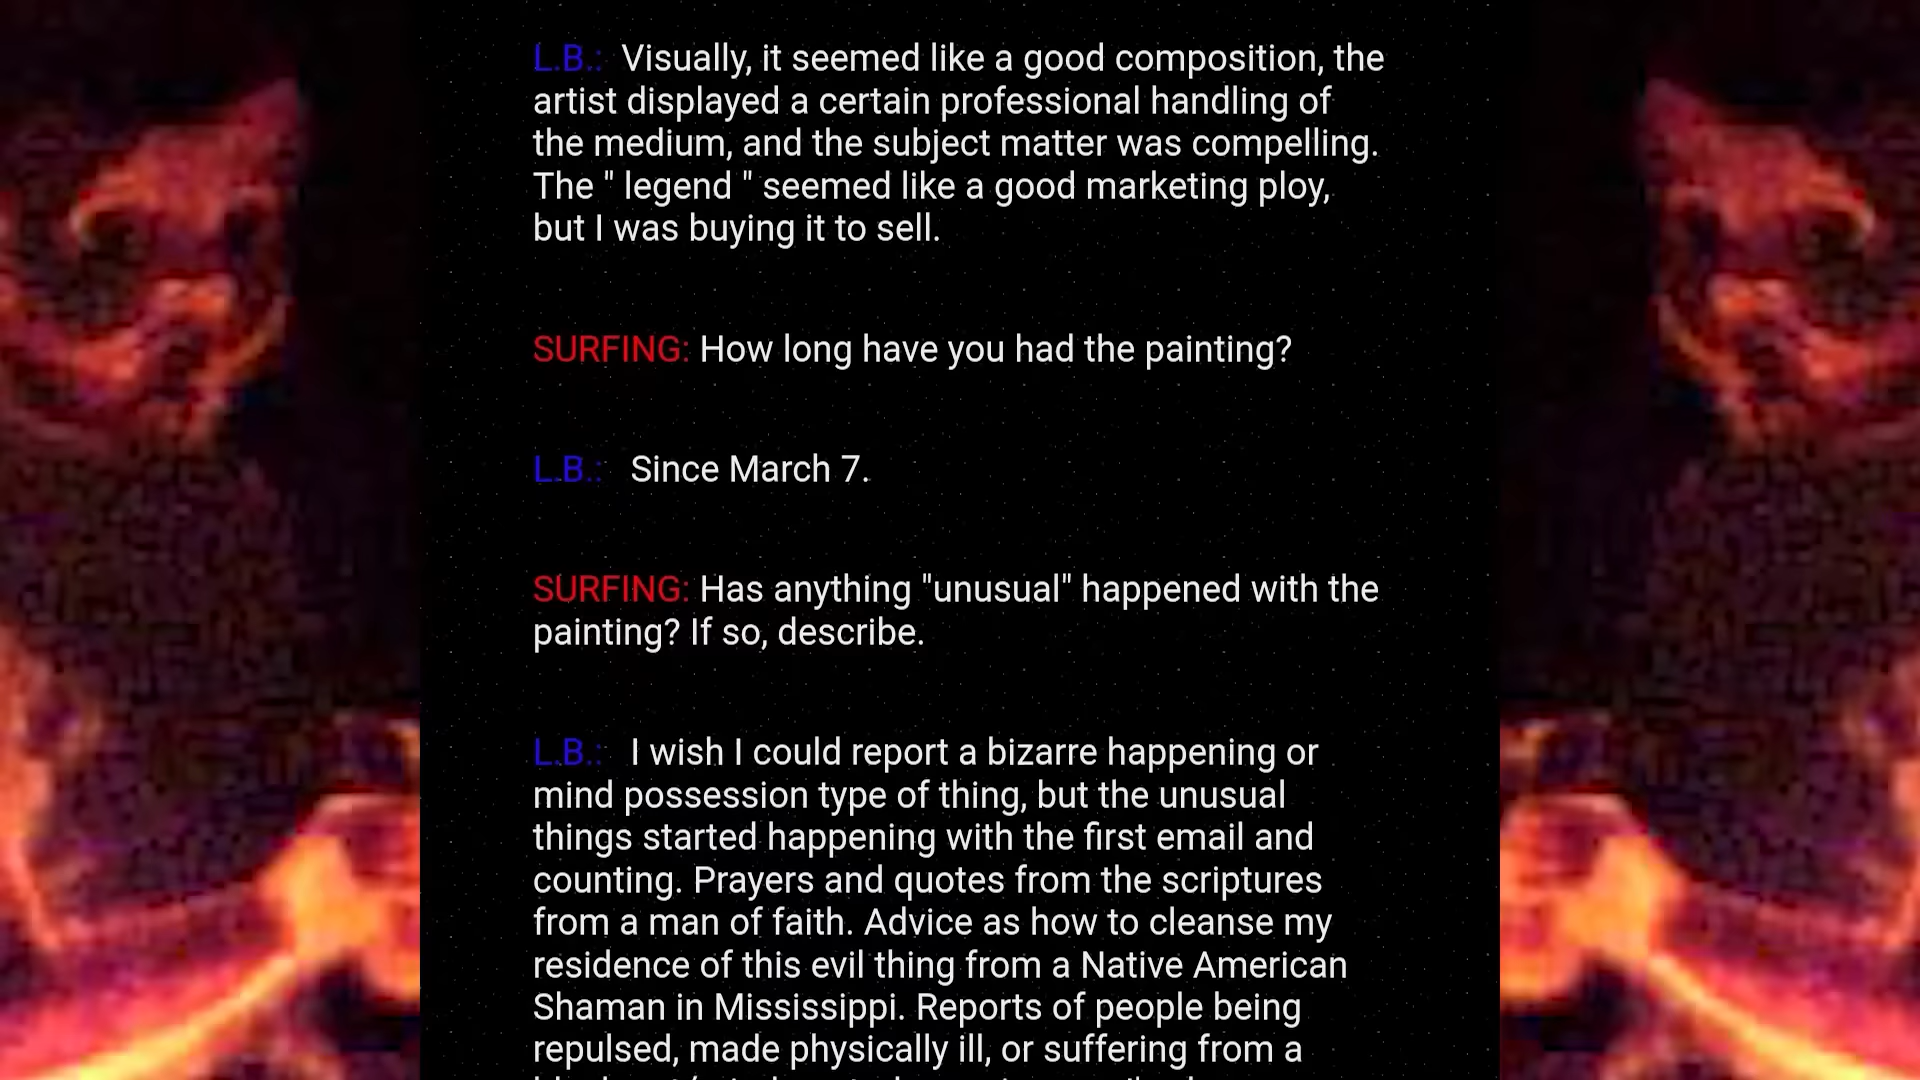 L.B.: Visually, it seemed like a good composition, the
artist displayed a certain professional handling of
the medium, and the subject matter was compelling.
The " legend " seemed like a good marketing ploy,
but I was buying it to sell.
SURFING: How long have you had the painting?
L.B.: Since March 7.
SURFING: Has anything "unusual" happened with the
painting? If so, describe.
L.B.: I wish I could report a bizarre happening or
mind possession type of thing, but the unusual
things started happening with the first email and
counting. Prayers and quotes from the scriptures
from a man of faith. Advice as how to cleanse my
residence of this evil thing from a Native American
Shaman in Mississippi. Reports of people being
repulsed, made physically ill, or suffering from a